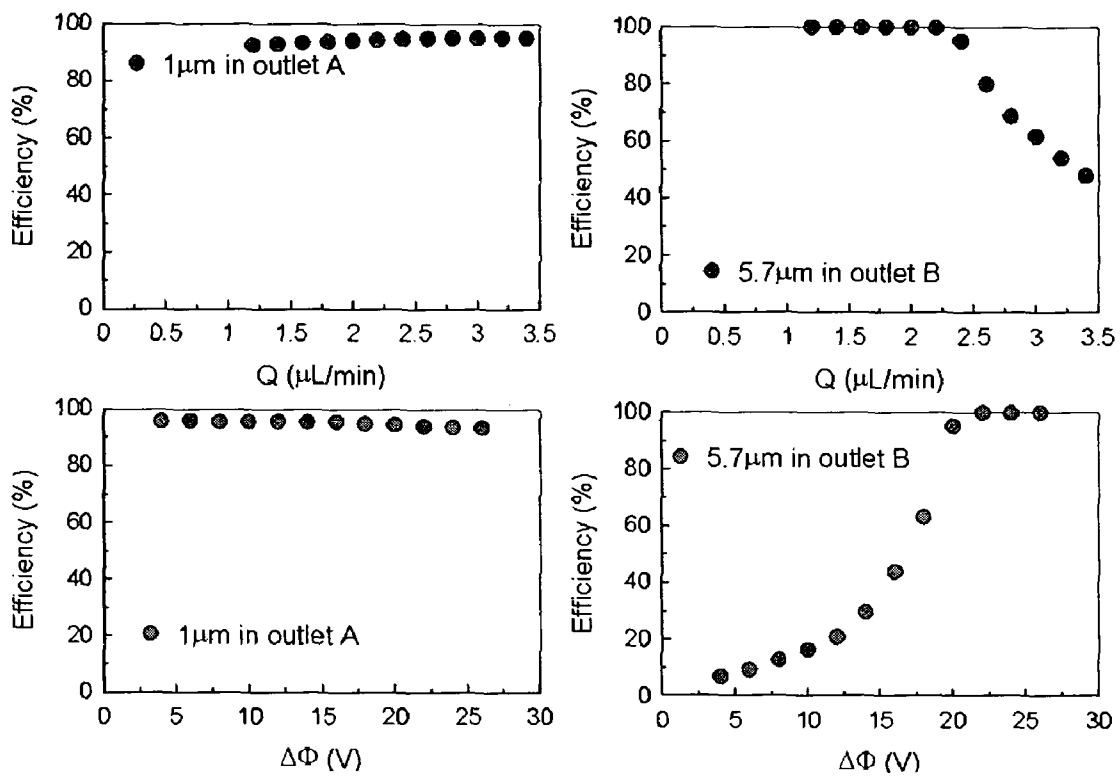 100
80
60
40
20
0
Efficiency (%)
1μm in outlet A
0 0.5 1 1.5 2 2.5 3 3.5
Q (μL/min)
100
80
60
40
20
0
Efficiency (%)
5.7μm in outlet B
0 0.5 1 1.5 2 2.5 3 3.5
Q (μL/min)
100
80
60
40
20
0
Efficiency (%)
1μm in outlet A
0 5 10 15 20 25 30
ΔΦ (V)
100
80
60
40
20
0
Efficiency (%)
5.7μm in outlet B
0 5 10 15 20 25 30
ΔΦ (V)